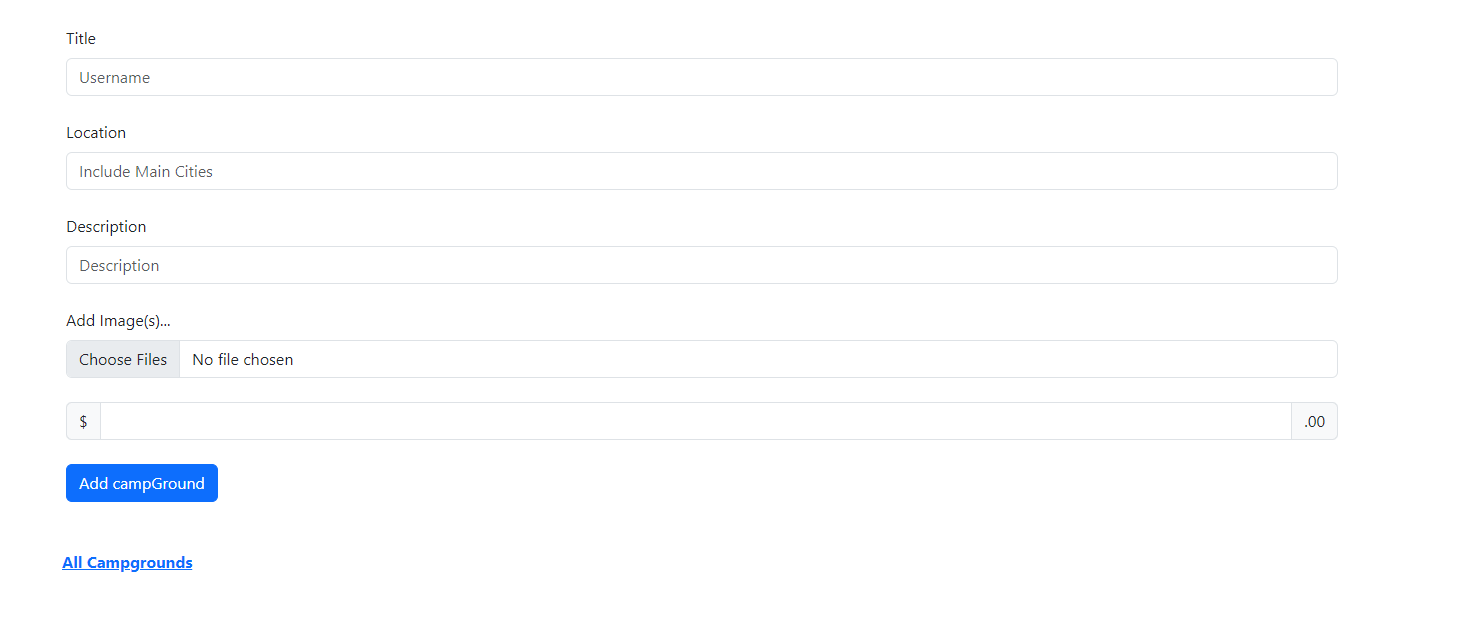 Title
Username
Location
Include Main Cities
Description
Description
Add Image(s)...
Choose Files No file chosen
$ .00
Add campGround
All Campgrounds